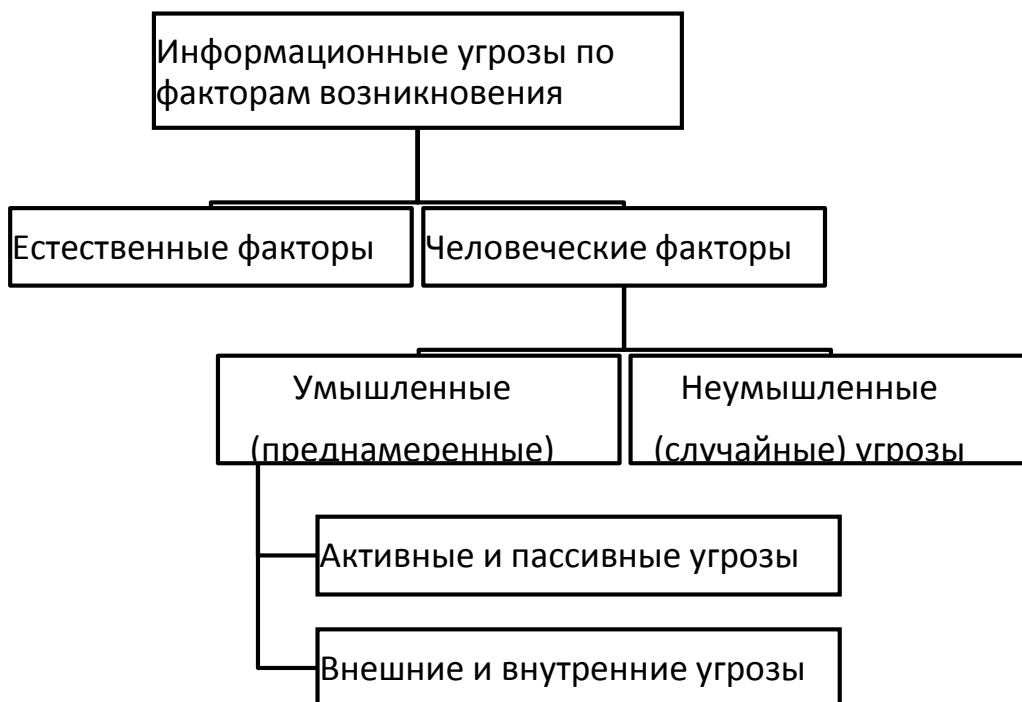 Информационные угрозы по
факторам возникновения
Естественные факторы
Человеческие факторы
Умышленные
(преднамеренные)
Неумышленные
(случайные) угрозы
Активные и пассивные угрозы
Внешние и внутренние угрозы